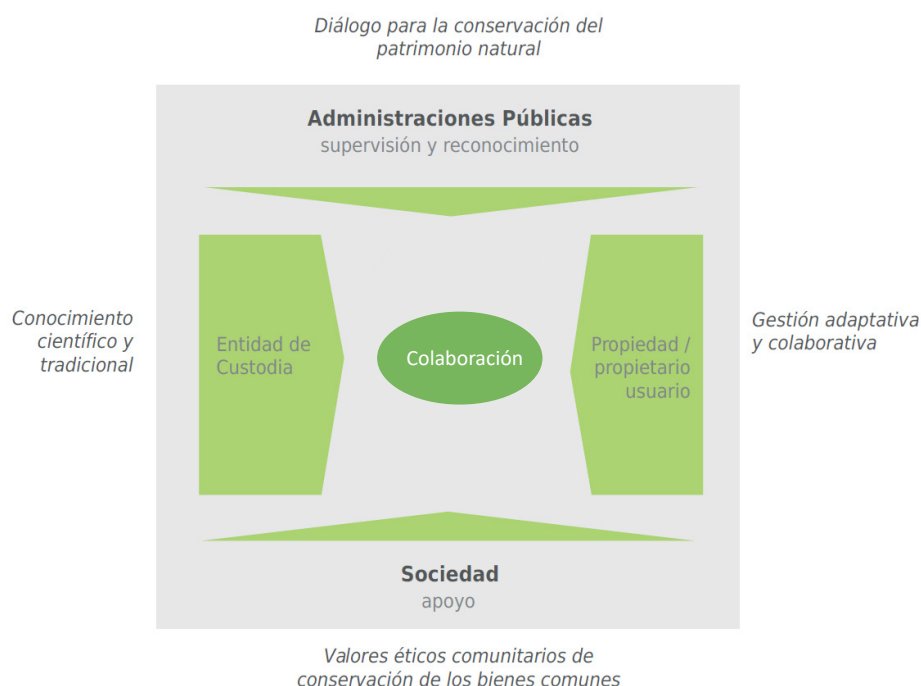 Diálogo para la conservación del
patrimonio natural
Administraciones Públicas
supervisión y reconocimiento
Conocimiento
científico y
tradicional
Entidad de
Custodia
Colaboración
Propiedad /
propietario
usuario
Gestión adaptativa
y colaborativa
Sociedad
apoyo
Valores éticos comunitarios de
conservación de los bienes comunes